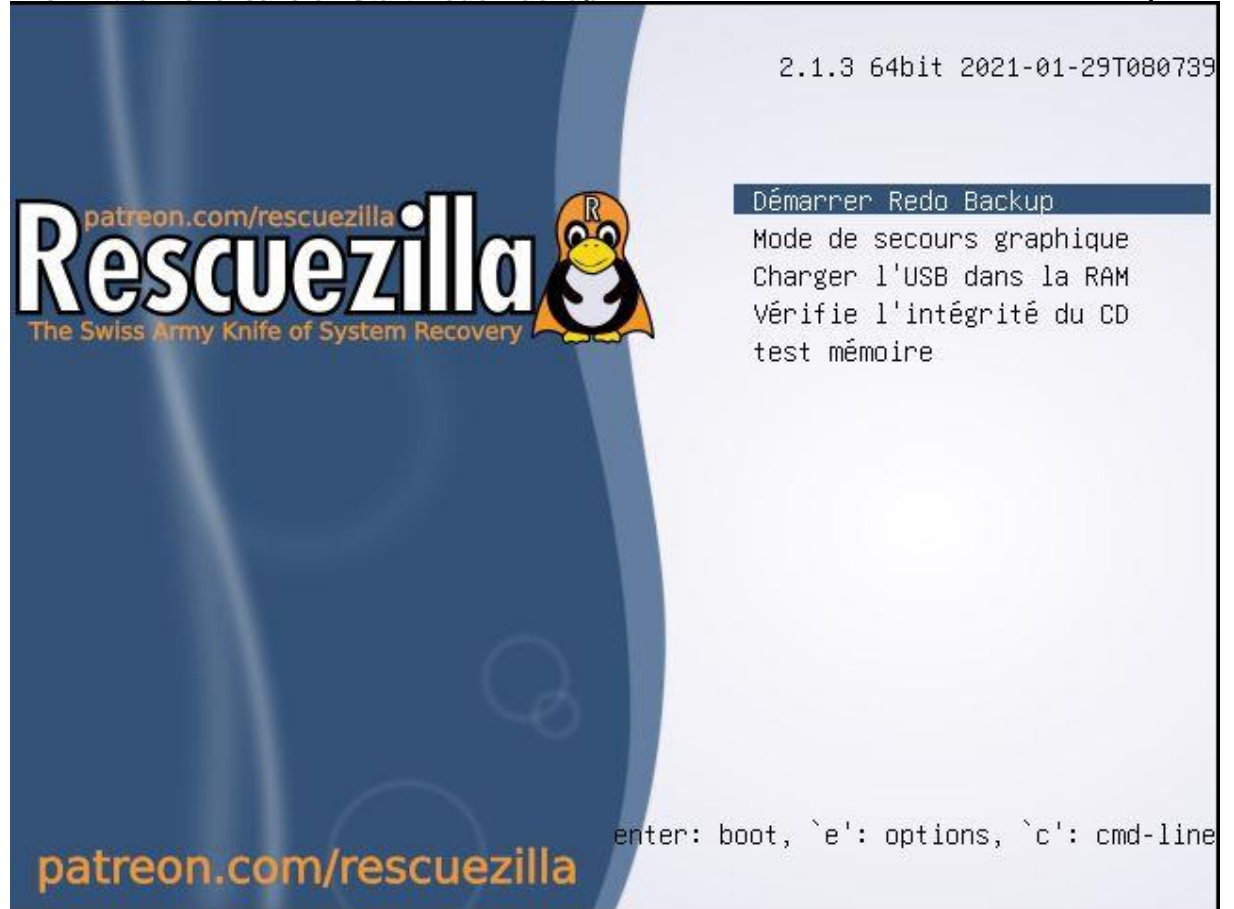 2.1.3 64bit 2021-01-29T080739
patreon.com/rescuezilla
R
Rescuezilla
The Swiss Army Knife of System Recovery
Démarrer Redo Backup
Mode de secours graphique
Charger l'USB dans la RAM
Vérifie l'intégrité du CD
test mémoire
enter: boot, `e': options, `c': cmd-line
patreon.com/rescuezilla